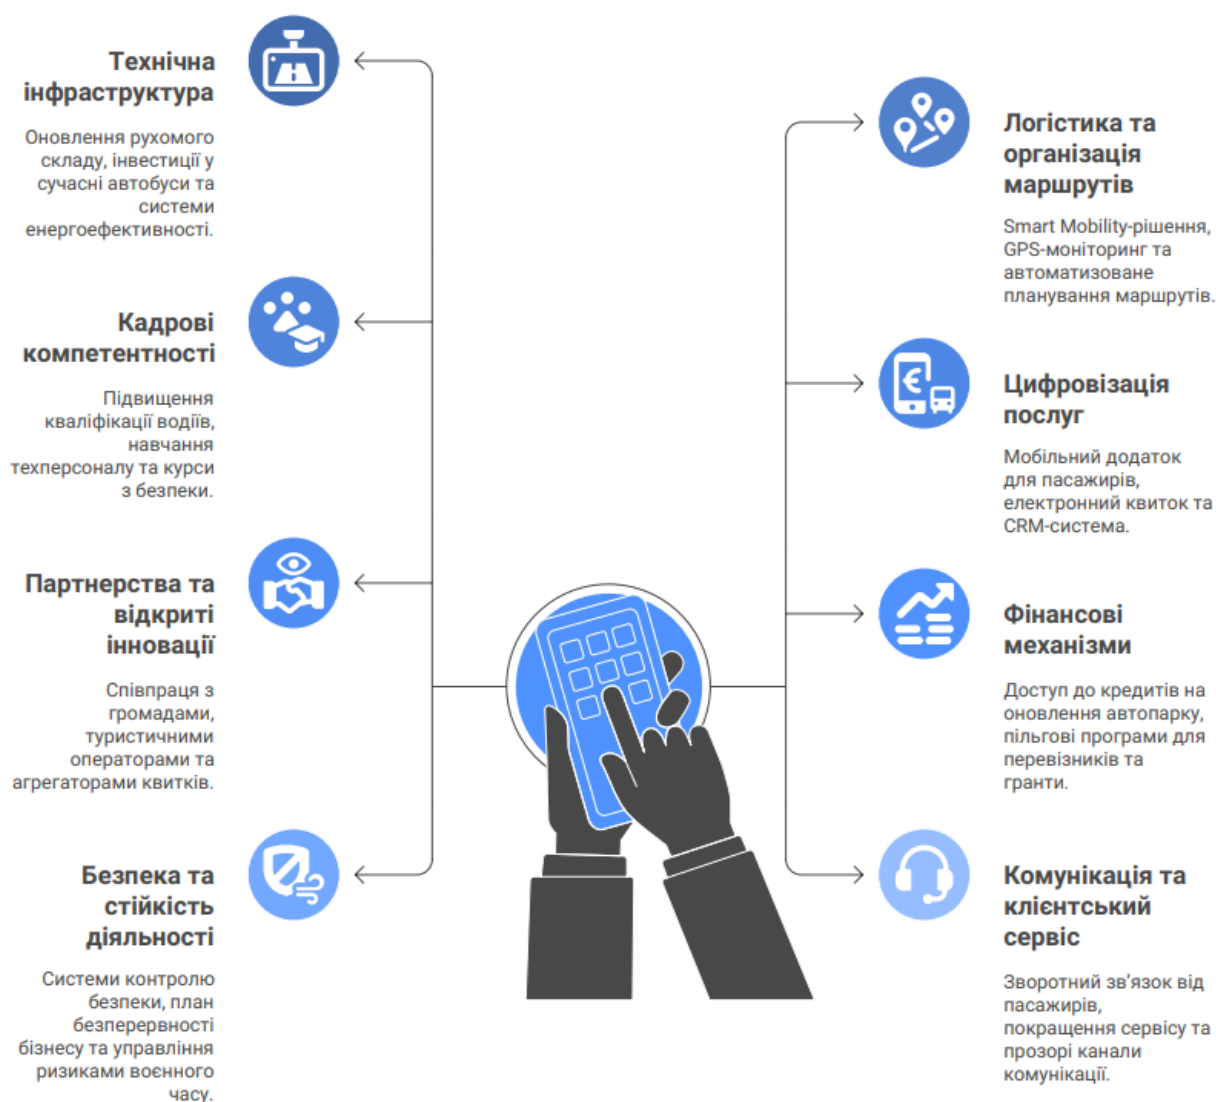 Технічна
інфраструктура
Оновлення рухомого
складу, інвестиції у
сучасні автобуси та
системи
енергоефективності.
Кадрові
компетентності
Підвищення
кваліфікації водіїв,
навчання
техперсоналу та курси
з безпеки.
Партнерства та
відкриті
інновації
Співпраця з
громадами,
туристичними
операторами та
агрегаторами квитків.
Безпека та
стійкість
діяльності
Системи контролю
безпеки, план
безперервності
бізнесу та управління
ризиками воєнного
часу.
Логістика та
організація
маршрутів
Smart Mobility-рішення,
GPS-моніторинг та
автоматизоване
планування маршрутів.
Цифровізація
послуг
Мобільний додаток
для пасажирів,
електронний квиток та
CRM-система.
Фінансові
механізми
Доступ до кредитів на
оновлення автопарку,
пільгові програми для
перевізників та
гранти.
Комунікація та
клієнтський
сервіс
Зворотний зв’язок від
пасажирів,
покращення сервісу та
прозорі канали
комунікації.